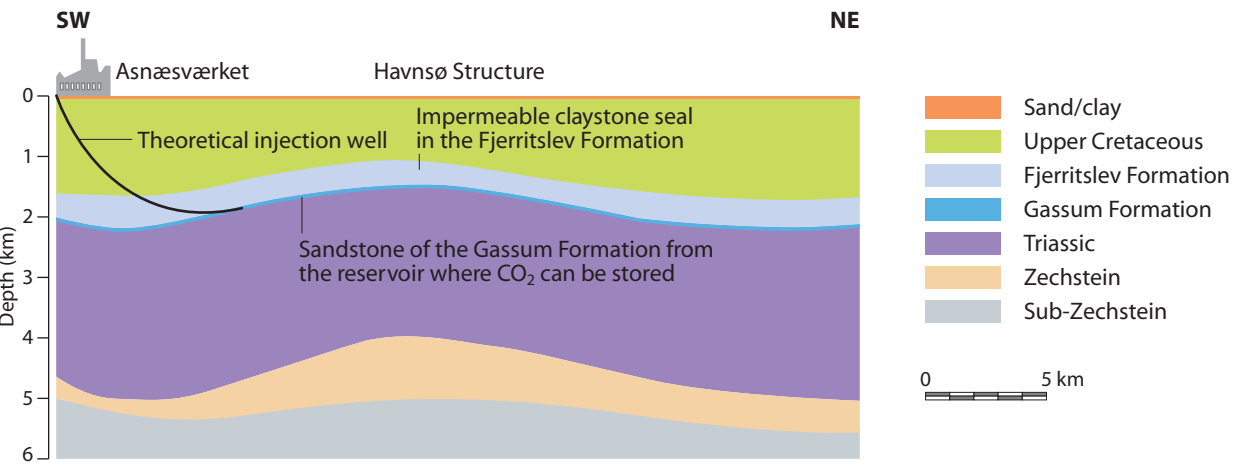 SW
NE
Asnæsværket
Havnsø Structure
Impermeable claystone seal
in the Fjerritslev Formation
Theoretical injection well
Sandstone of the Gassum Formation from
the reservoir where CO₂ can be stored
Depth (km)
0
1
2
3
4
5
6
Sand/clay
Upper Cretaceous
Fjerritslev Formation
Gassum Formation
Triassic
Zechstein
Sub-Zechstein
0 5 km